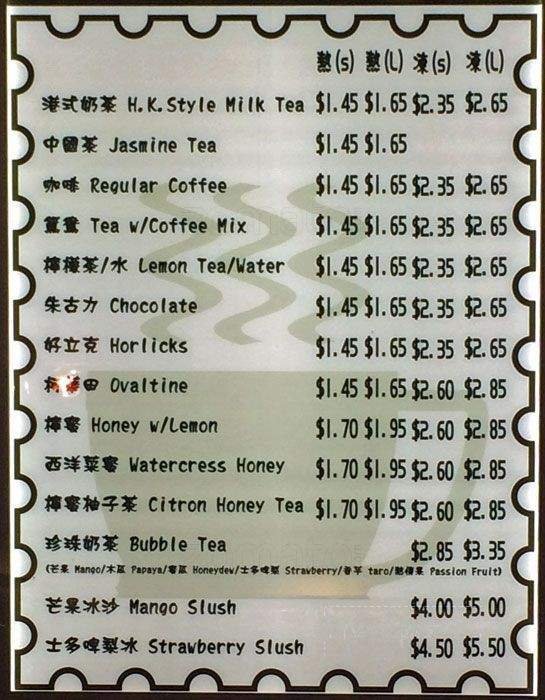 熱(s) 熱(L) 凍(s) 凍(L)
港式奶茶 H.K.Style Milk Tea $1.45 $1.65 $2.35 $2.65
中國茶 Jasmine Tea $1.45 $1.65
咖啡 Regular Coffee $1.45 $1.65 $2.35 $2.65
鴛鴦 Tea w/Coffee Mix $1.45 $1.65 $2.35 $2.65
檸檬茶/水 Lemon Tea/Water $1.45 $1.65 $2.35 $2.65
朱古力 Chocolate $1.45 $1.65 $2.35 $2.65
好立克 Horlicks $1.45 $1.65 $2.35 $2.65
田 Ovaltine $1.45 $1.65 $2.60 $2.85
檸蜜 Honey w/Lemon $1.70 $1.95 $2.60 $2.85
西洋菜蜜 Watercress Honey $1.70 $1.95 $2.60 $2.85
檸蜜柚子茶 Citron Honey Tea $1.70 $1.95 $2.60 $2.85
珍珠奶茶 Bubble Tea $2.85 $3.35
(芒果 Mango/木瓜 Papaya/蜜瓜 Honeydew/士多啤梨 Strawberry/香芋 taro/熱情果 Passion Fruit)
芒果冰沙 Mango Slush $4.00 $5.00
士多啤梨冰 Strawberry Slush $4.50 $5.50